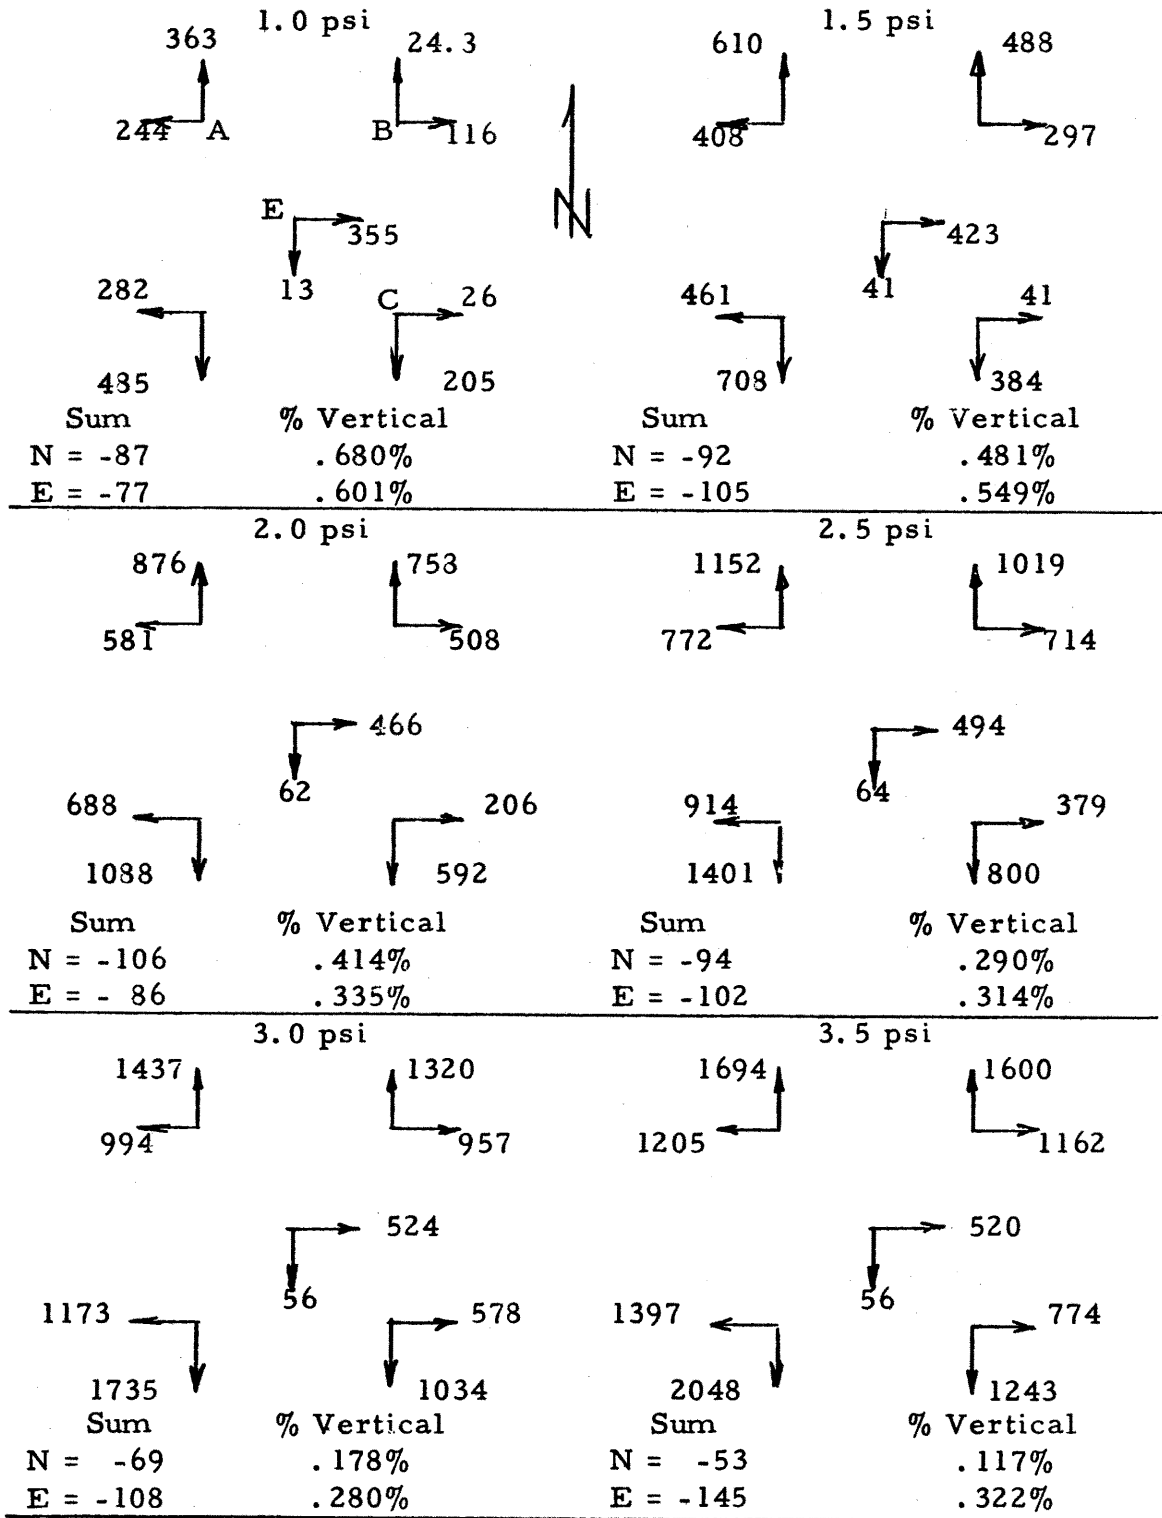 1.0 psi
363
24.3
244 A
B 116
E
355
13
282
C 26
485
205
Sum % Vertical
N = -87 .680%
E = -77 .601%
1.5 psi
610
488
408
297
423
41
461
41
708
384
Sum % Vertical
N = -92 .481%
E = -105 .549%
2.0 psi
876
753
581
508
466
62
688
206
1088
592
Sum % Vertical
N = -106 .414%
E = - 86 .335%
2.5 psi
1152
1019
772
714
494
64
914
379
1401
800
Sum % Vertical
N = -94 .290%
E = -102 .314%
3.0 psi
1437
1320
994
957
524
56
1173
578
1735
1034
Sum % Vertical
N = -69 .178%
E = -108 .280%
3.5 psi
1694
1600
1205
1162
520
56
1397
774
2048
1243
Sum % Vertical
N = -53 .117%
E = -145 .322%
N